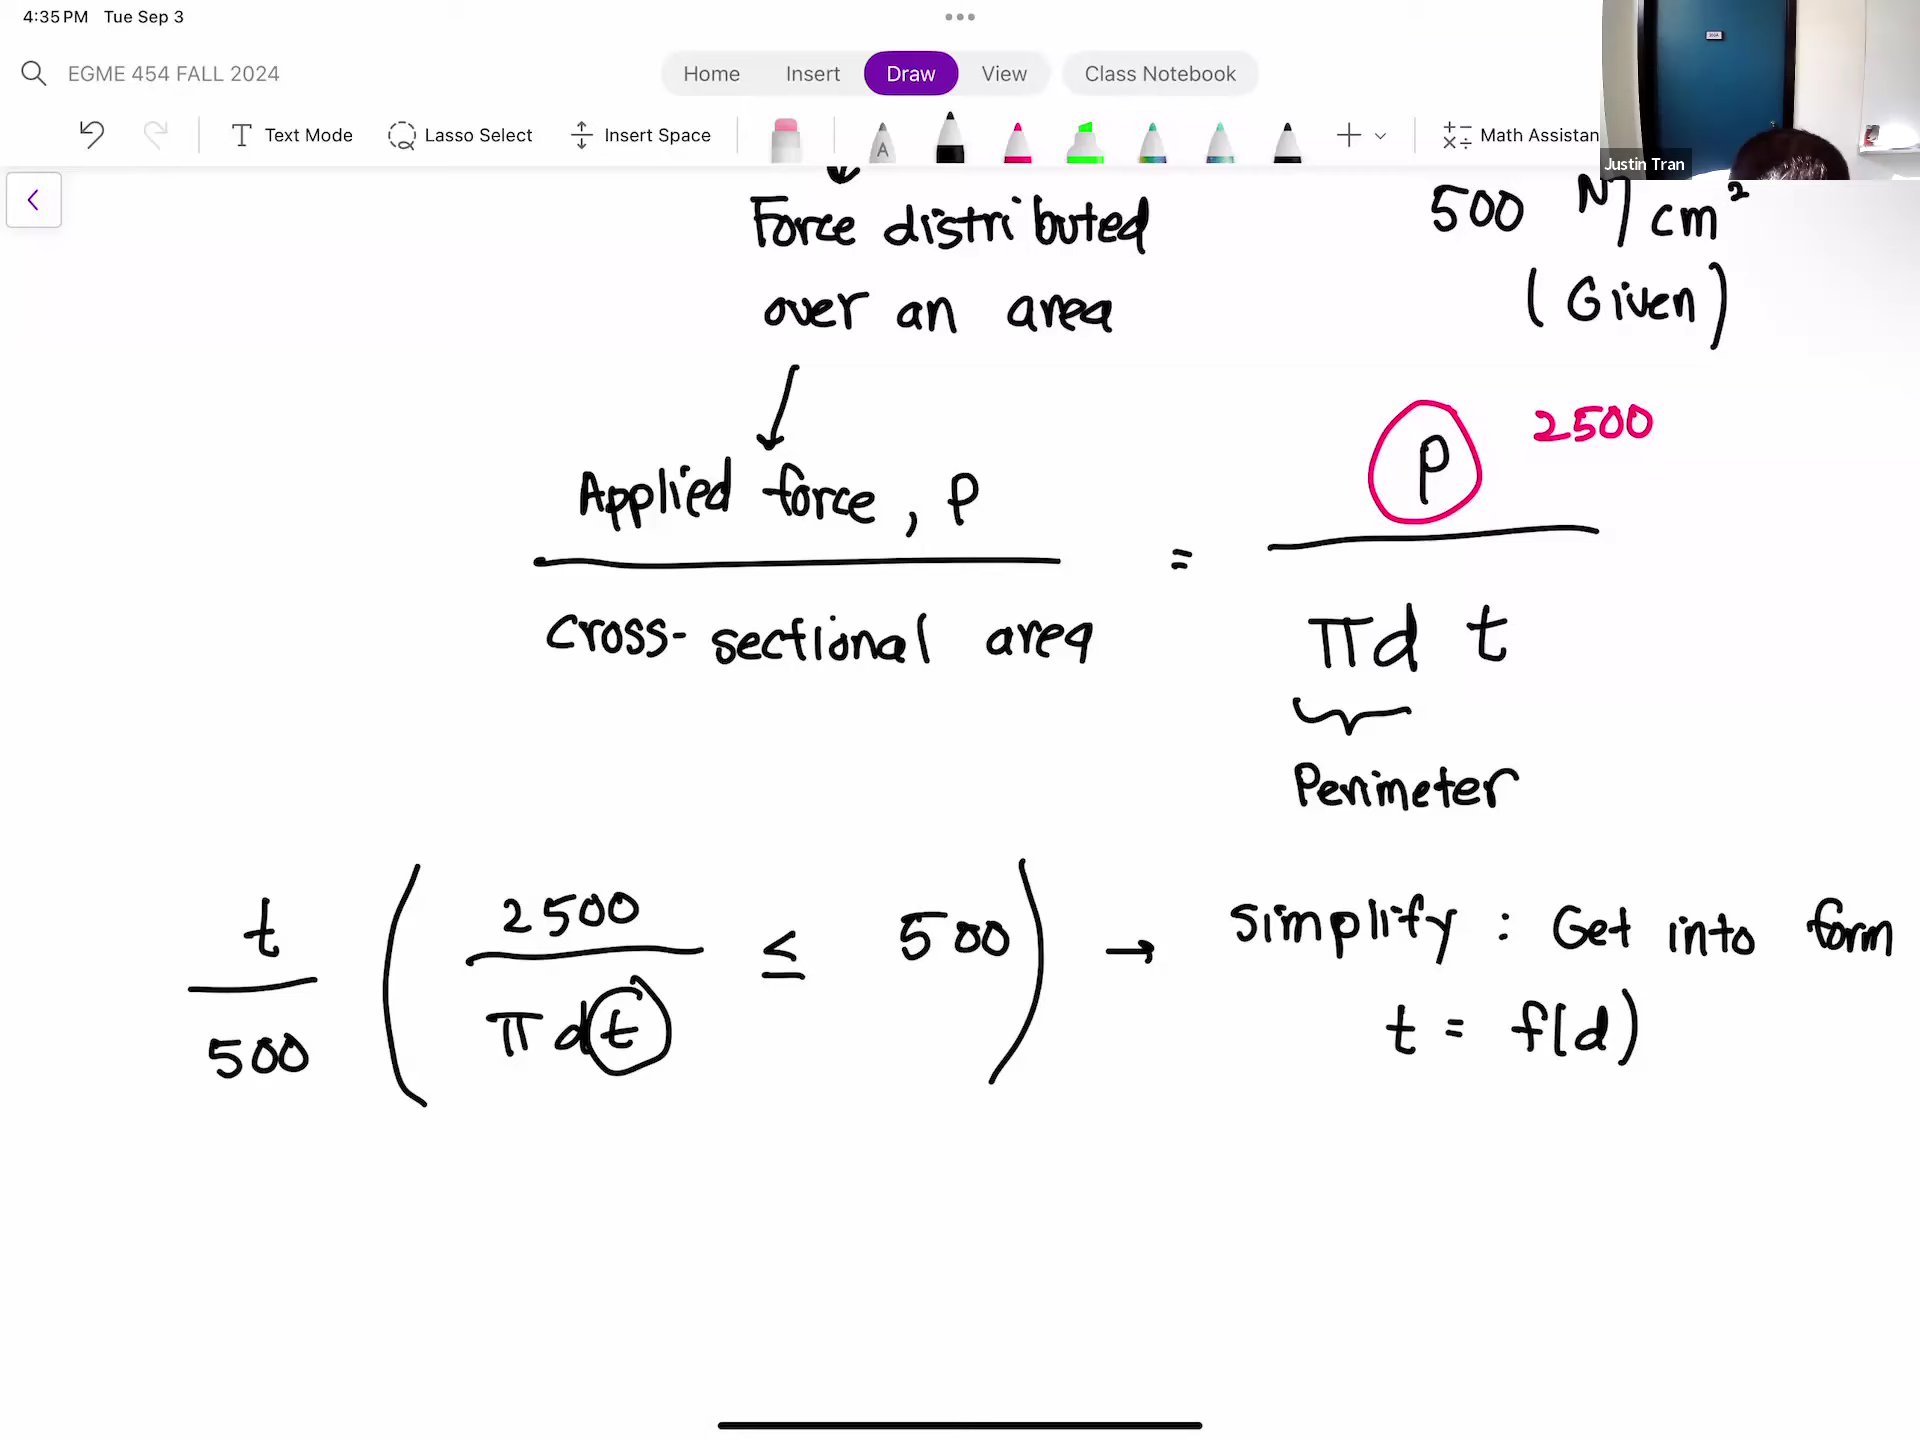 4:35 PM Tue Sep 3
EGME 454 FALL 2024
Home Insert Draw View Class Notebook
Text Mode Lasso Select Insert Space A Math Assistan
Justin Tran
Force distributed
over an area
500 N/cm²
(Given)
Applied force, P
cross-sectional area
=
P 2500
πd t
Perimeter
t/500 ( 2500/πdt ≤ 500 ) → simplify : Get into form
t = f(d)